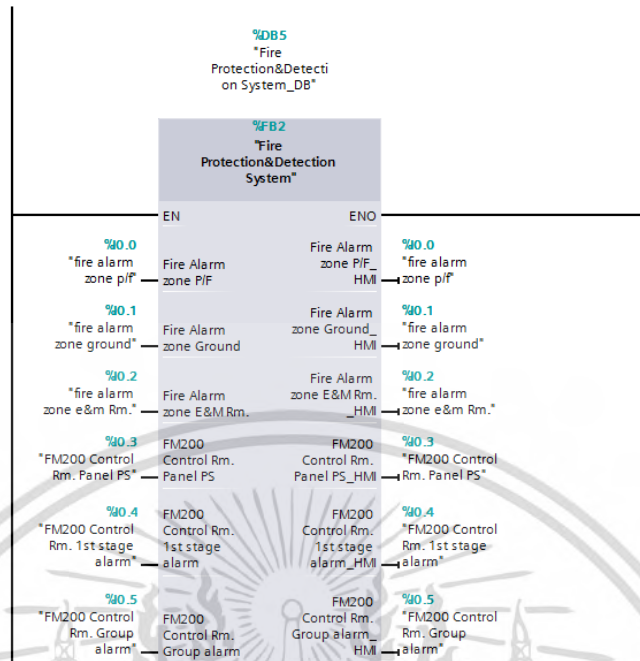 %DB5
"Fire
Protection&Detecti
on System_DB"
%FB2
"Fire
Protection&Detection
System"
EN
ENO
%I0.0
"fire alarm
zone p/f"
Fire Alarm
zone P/F
Fire Alarm
zone P/F_
HMI
%I0.0
"fire alarm
zone p/f"
%I0.1
"fire alarm
zone ground"
Fire Alarm
zone Ground
Fire Alarm
zone Ground_
HMI
%I0.1
"fire alarm
zone ground"
%I0.2
"fire alarm
zone e&m Rm."
Fire Alarm
zone E&M Rm.
Fire Alarm
zone E&M Rm.
_HMI
%I0.2
"fire alarm
zone e&m Rm."
%I0.3
"FM200 Control
Rm. Panel PS"
FM200
Control Rm.
Panel PS
FM200
Control Rm.
Panel PS_HMI
%I0.3
"FM200 Control
Rm. Panel PS"
%I0.4
"FM200 Control
Rm. 1st stage
alarm"
FM200
Control Rm.
1st stage
alarm
FM200
Control Rm.
1st stage
alarm_HMI
%I0.4
"FM200 Control
Rm. 1st stage
alarm"
%I0.5
"FM200 Control
Rm. Group
alarm"
FM200
Control Rm.
Group alarm
FM200
Control Rm.
Group alarm_
HMI
%I0.5
"FM200 Control
Rm. Group
alarm"